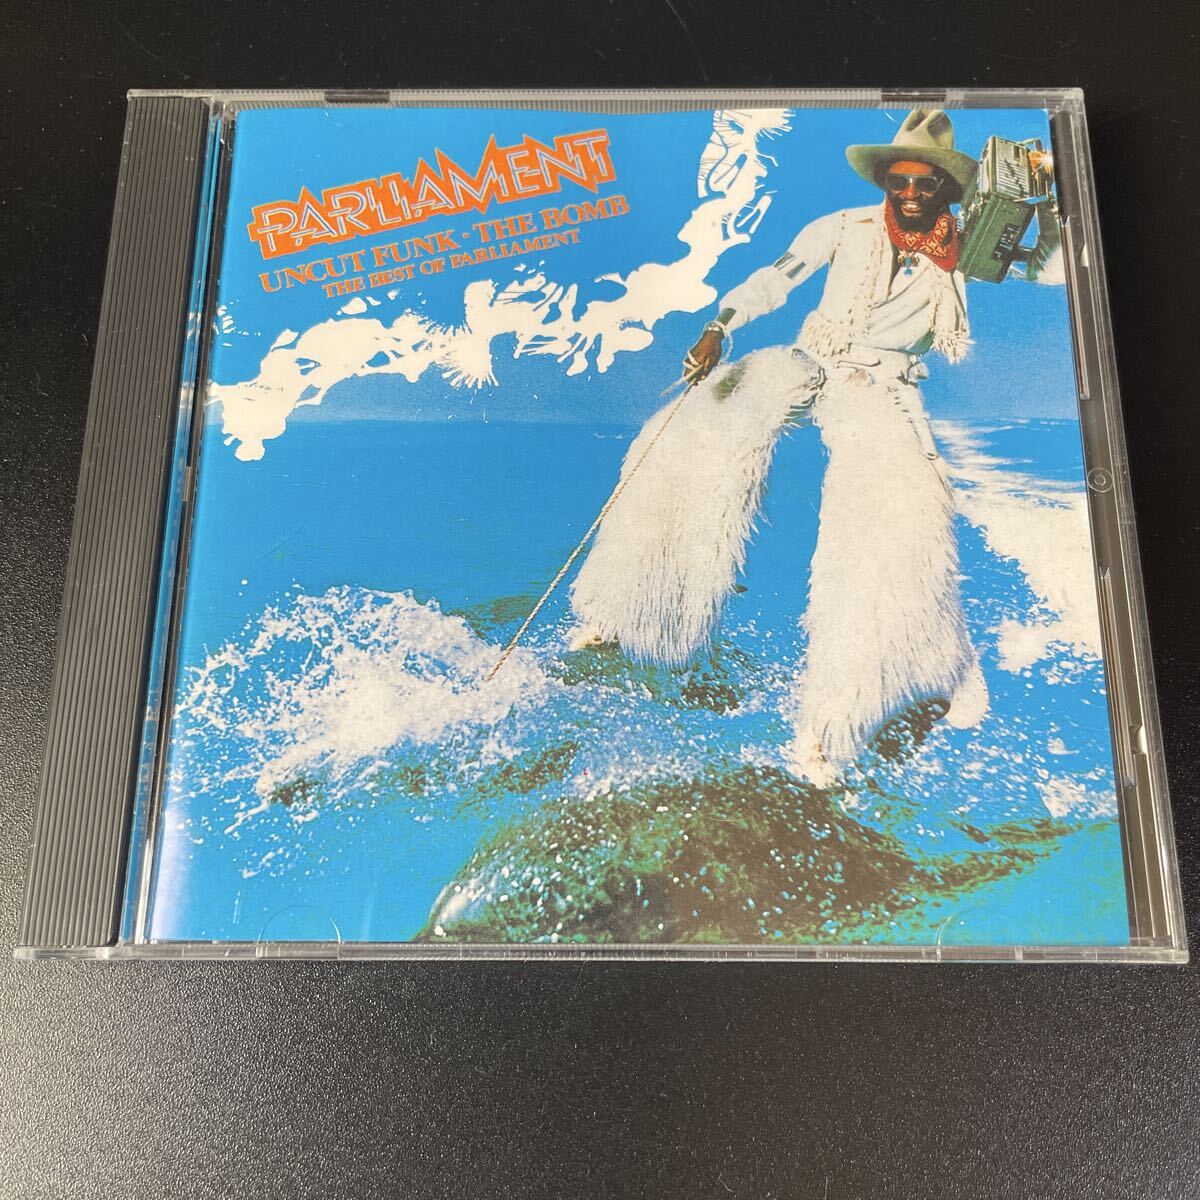 PARLIAMENT
UNCUT FUNK · THE BOMB
THE BEST OF PARLIAMENT